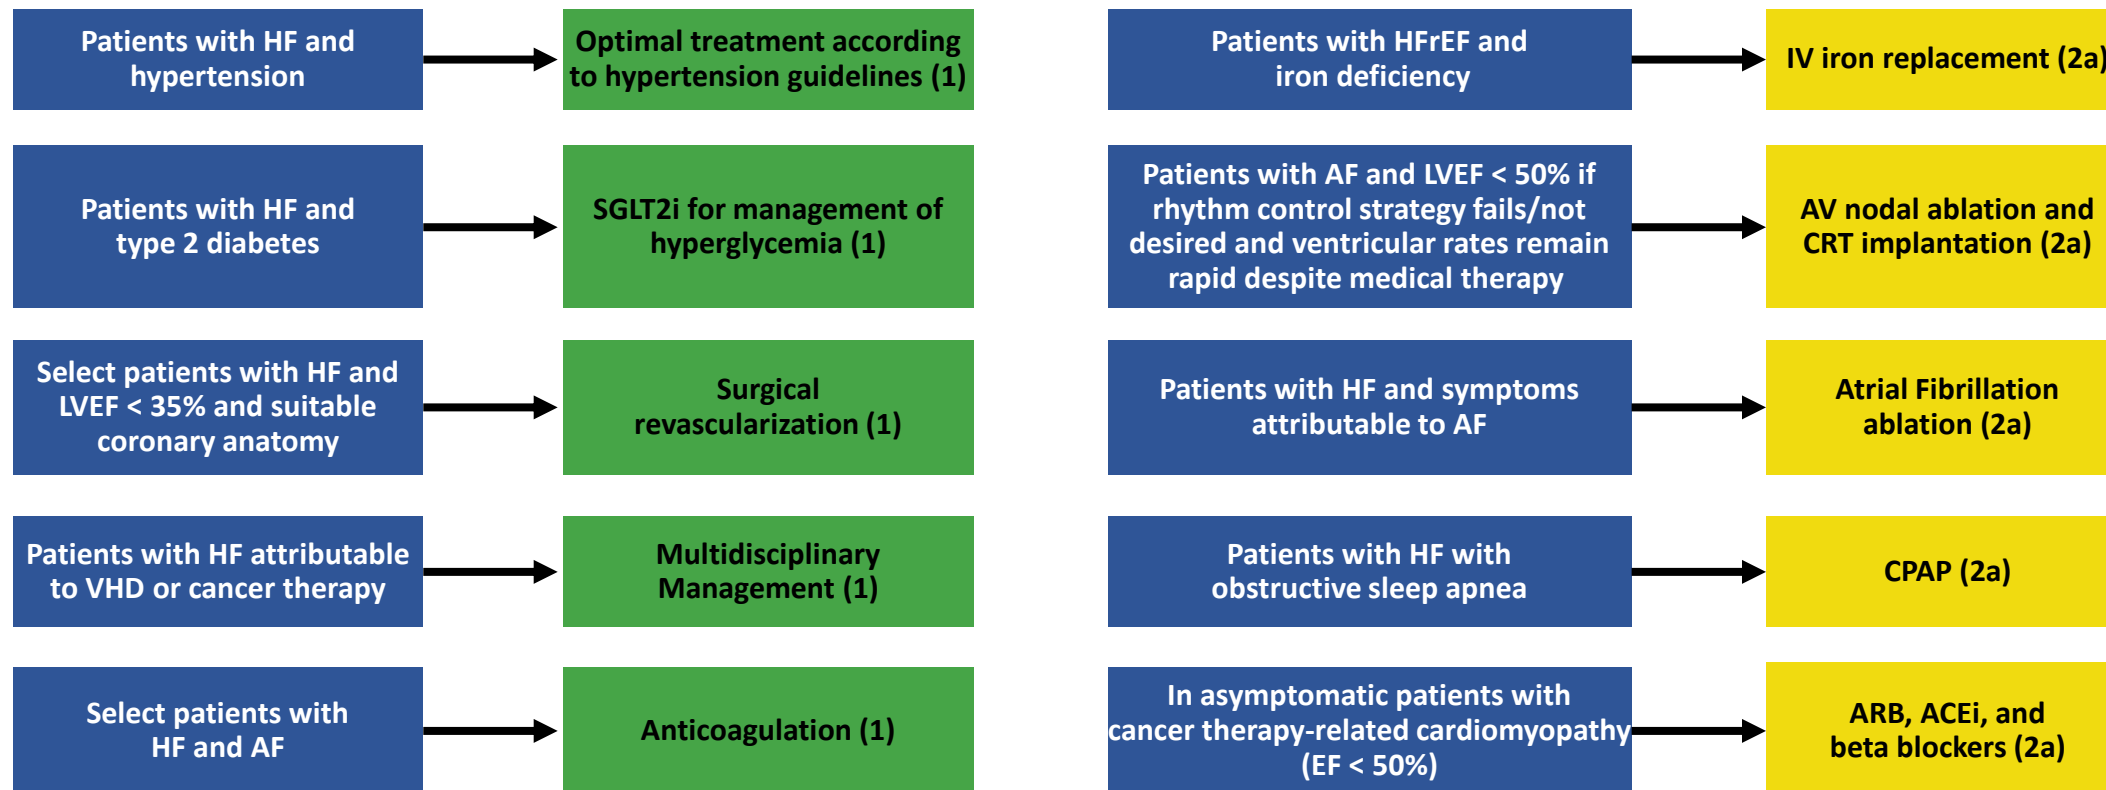 Patients with HF and
hypertension
Optimal treatment according
to hypertension guidelines (1)
Patients with HF and
type 2 diabetes
SGLT2i for management of
hyperglycemia (1)
Select patients with HF and
LVEF < 35% and suitable
coronary anatomy
Surgical
revascularization (1)
Patients with HF attributable
to VHD or cancer therapy
Multidisciplinary
Management (1)
Select patients with
HF and AF
Anticoagulation (1)
Patients with HFrEF and
iron deficiency
IV iron replacement (2a)
Patients with AF and LVEF < 50% if
rhythm control strategy fails/not
desired and ventricular rates remain
rapid despite medical therapy
AV nodal ablation and
CRT implantation (2a)
Patients with HF and symptoms
attributable to AF
Atrial Fibrillation
ablation (2a)
Patients with HF with
obstructive sleep apnea
CPAP (2a)
In asymptomatic patients with
cancer therapy-related cardiomyopathy
(EF < 50%)
ARB, ACEi, and
beta blockers (2a)